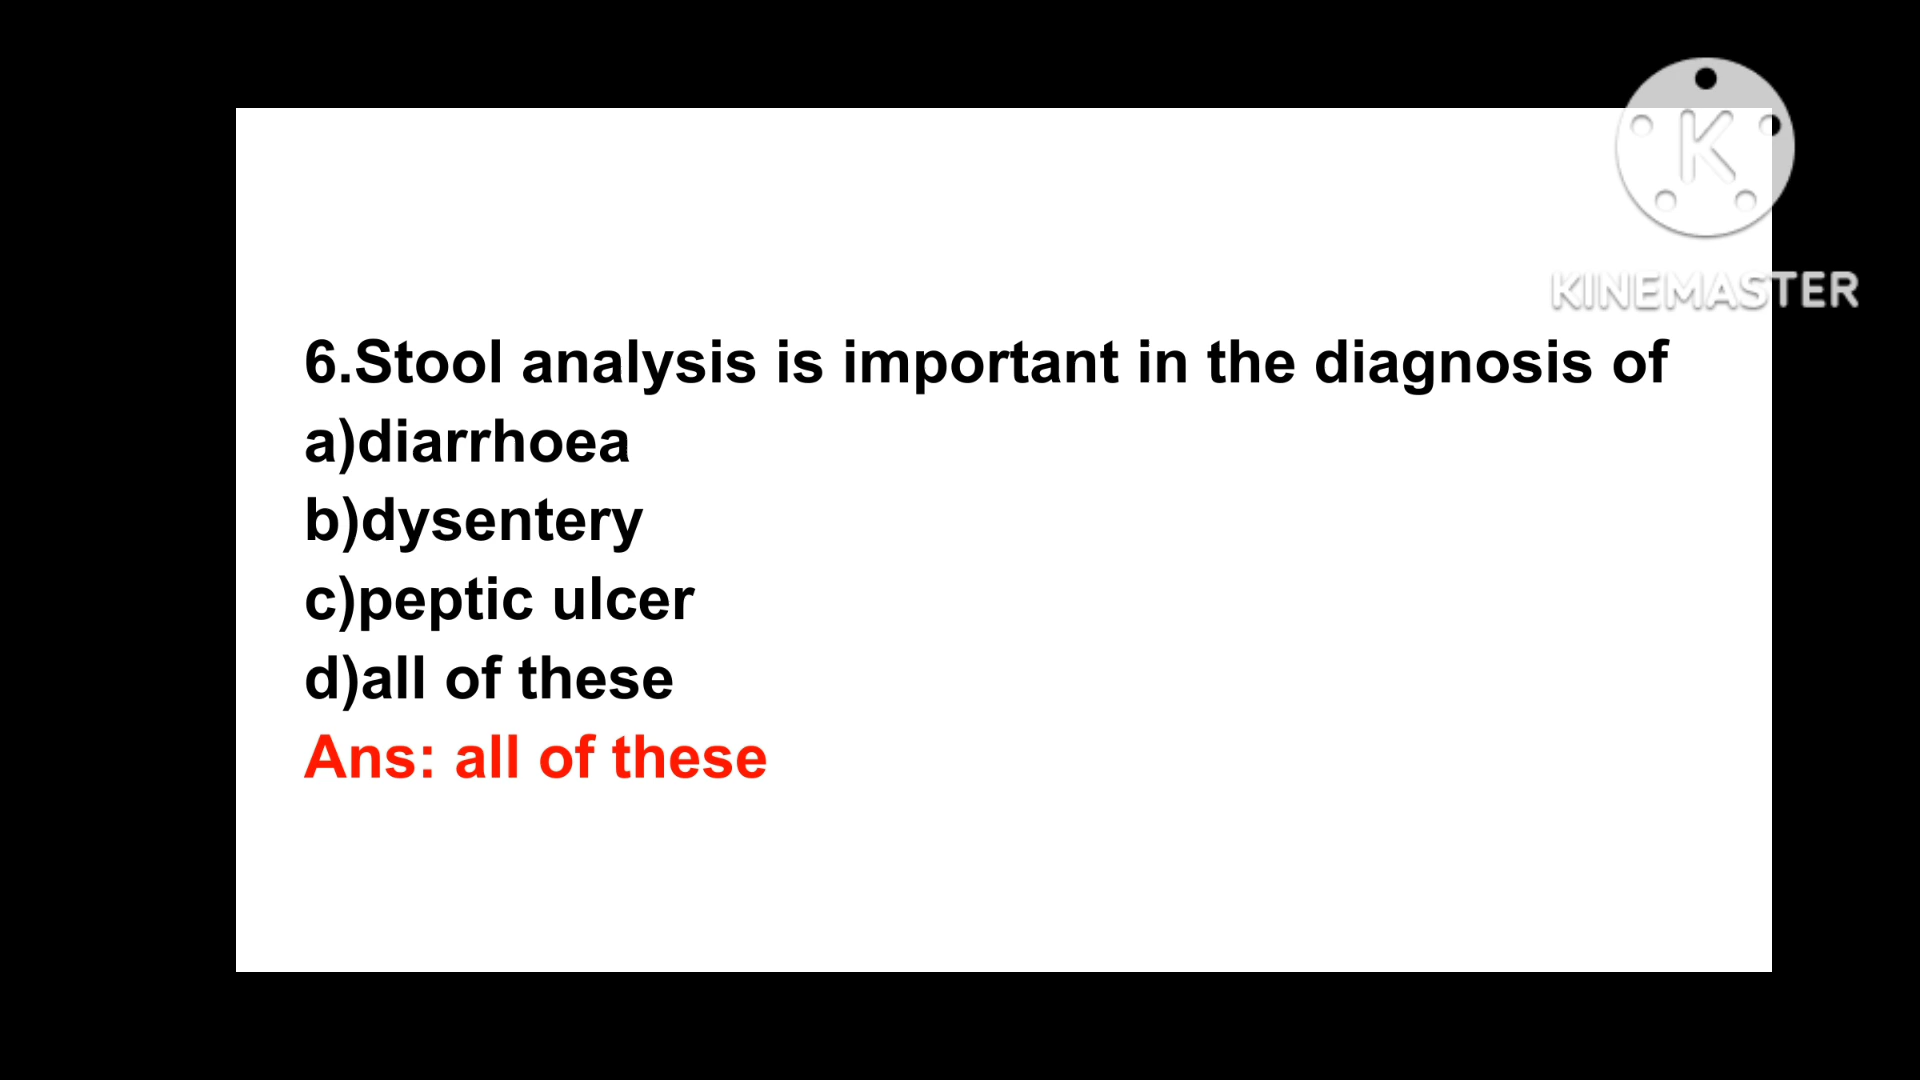 K
KINEMASTER
6.Stool analysis is important in the diagnosis of
a)diarrhoea
b)dysentery
c)peptic ulcer
d)all of these
Ans: all of these